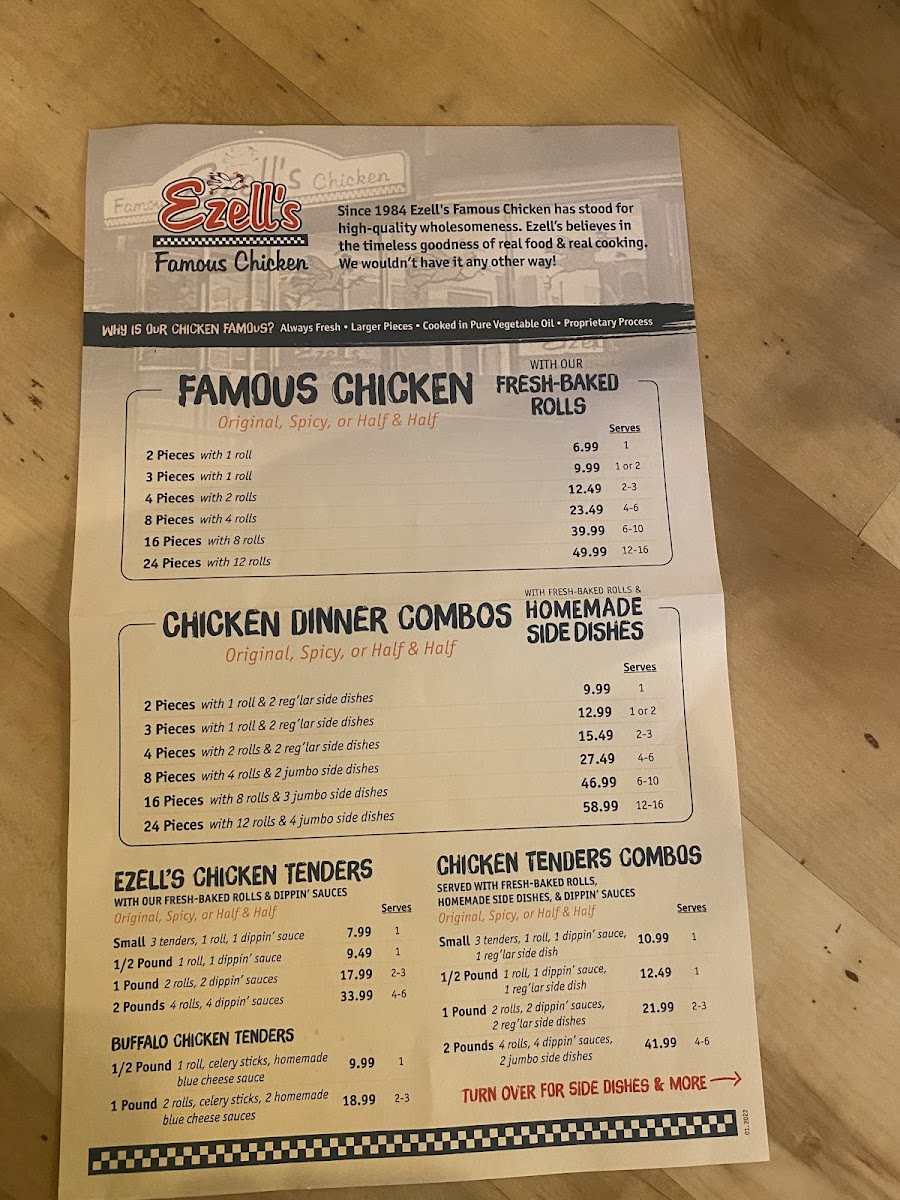 Ezell's
Famous Chicken
Since 1984 Ezell's Famous Chicken has stood for
high-quality wholesomeness. Ezell's believes in
the timeless goodness of real food & real cooking.
We wouldn't have it any other way!
WHY IS OUR CHICKEN FAMOUS? Always Fresh • Larger Pieces • Cooked in Pure Vegetable Oil • Proprietary Process
FAMOUS CHICKEN
Original, Spicy, or Half & Half
WITH OUR
FRESH-BAKED
ROLLS
Serves
2 Pieces with 1 roll 6.99 1
3 Pieces with 1 roll 9.99 1 or 2
4 Pieces with 2 rolls 12.49 2-3
8 Pieces with 4 rolls 23.49 4-6
16 Pieces with 8 rolls 39.99 6-10
24 Pieces with 12 rolls 49.99 12-16
CHICKEN DINNER COMBOS
Original, Spicy, or Half & Half
WITH FRESH-BAKED ROLLS &
HOMEMADE
SIDE DISHES
Serves
2 Pieces with 1 roll & 2 reg'lar side dishes 9.99 1
3 Pieces with 1 roll & 2 reg'lar side dishes 12.99 1 or 2
4 Pieces with 2 rolls & 2 reg'lar side dishes 15.49 2-3
8 Pieces with 4 rolls & 2 jumbo side dishes 27.49 4-6
16 Pieces with 8 rolls & 3 jumbo side dishes 46.99 6-10
24 Pieces with 12 rolls & 4 jumbo side dishes 58.99 12-16
EZELL'S CHICKEN TENDERS
WITH OUR FRESH-BAKED ROLLS & DIPPIN' SAUCES
Original, Spicy, or Half & Half
Serves
Small 3 tenders, 1 roll, 1 dippin' sauce 7.99 1
1/2 Pound 1 roll, 1 dippin' sauce 9.49 1
1 Pound 2 rolls, 2 dippin' sauces 17.99 2-3
2 Pounds 4 rolls, 4 dippin' sauces 33.99 4-6
BUFFALO CHICKEN TENDERS
1/2 Pound 1 roll, celery sticks, homemade
blue cheese sauce 9.99 1
1 Pound 2 rolls, celery sticks, 2 homemade
blue cheese sauces 18.99 2-3
CHICKEN TENDERS COMBOS
SERVED WITH FRESH-BAKED ROLLS,
HOMEMADE SIDE DISHES, & DIPPIN' SAUCES
Original, Spicy, or Half & Half
Serves
Small 3 tenders, 1 roll, 1 dippin' sauce,
1 reg'lar side dish 10.99 1
1/2 Pound 1 roll, 1 dippin' sauce,
1 reg'lar side dish 12.49 1
1 Pound 2 rolls, 2 dippin' sauces,
2 reg'lar side dishes 21.99 2-3
2 Pounds 4 rolls, 4 dippin' sauces,
2 jumbo side dishes 41.99 4-6
TURN OVER FOR SIDE DISHES & MORE
01.2022